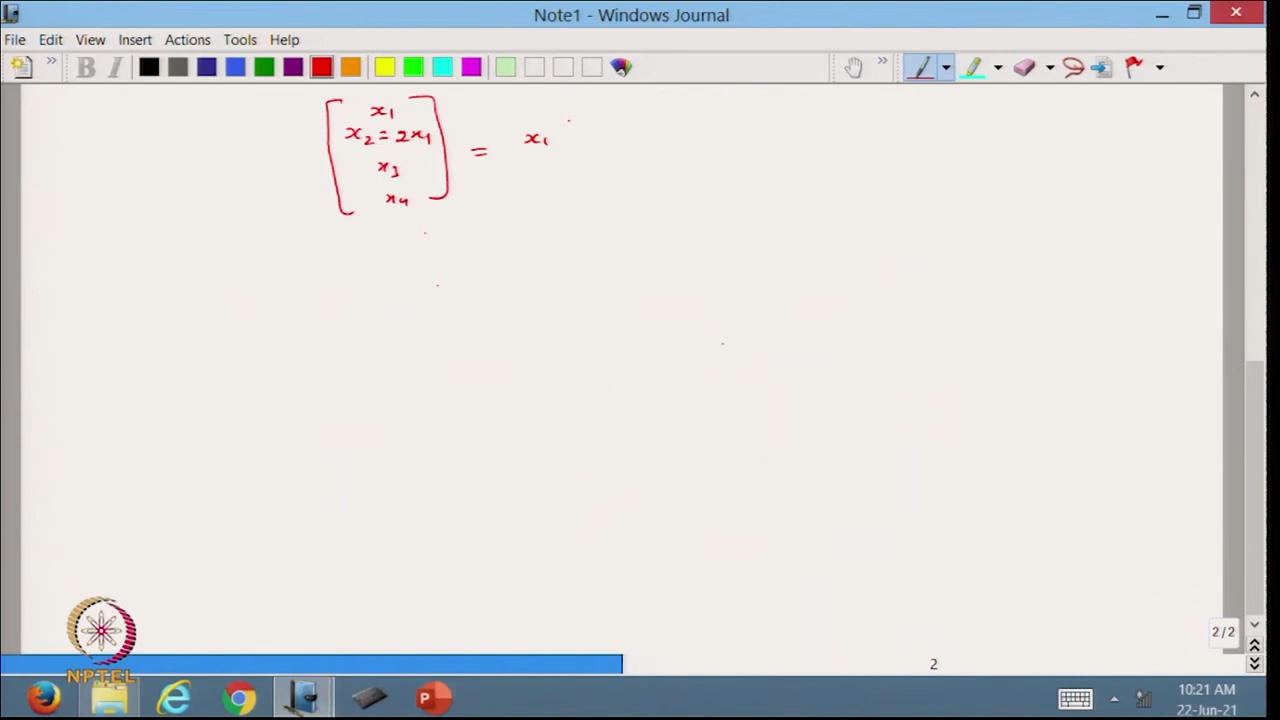 Note1 - Windows Journal
File Edit View Insert Actions Tools Help
B I
x₁
x₂ = 2x₁ = x₁
x₃
x₄
2/2
2
NPTEL
10:21 AM
22-Jun-21